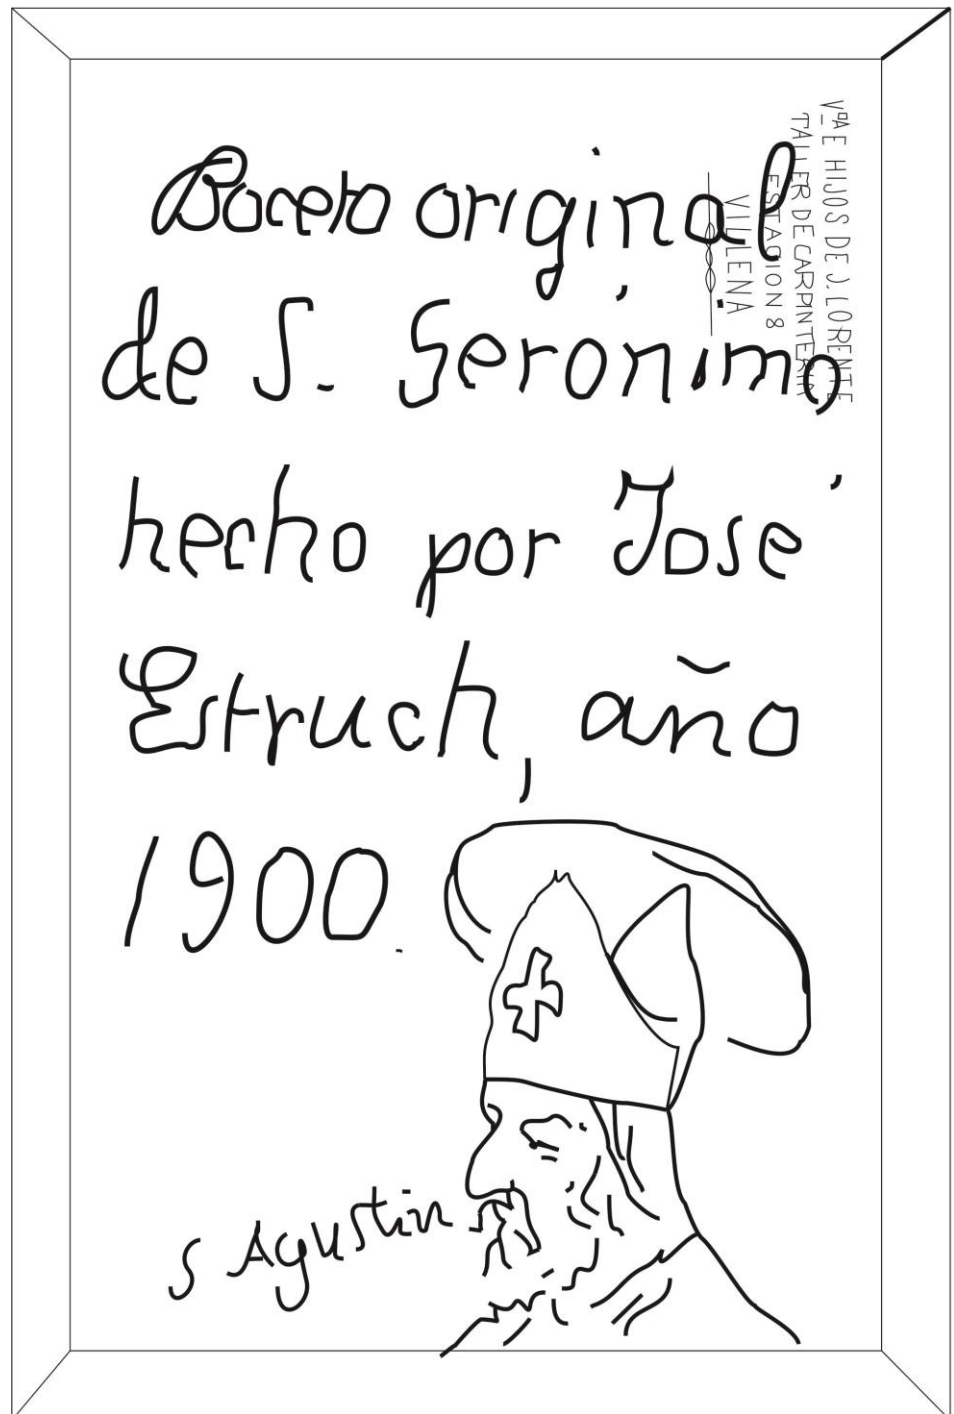 Boceto original
de S. Gerónimo,
hecho por José
Estruch, año
1900.
S Agustin
Vda E HIJOS DE J. LORENTE
TALLER DE CARPINTERIA
ESTACION 8
VILLENA